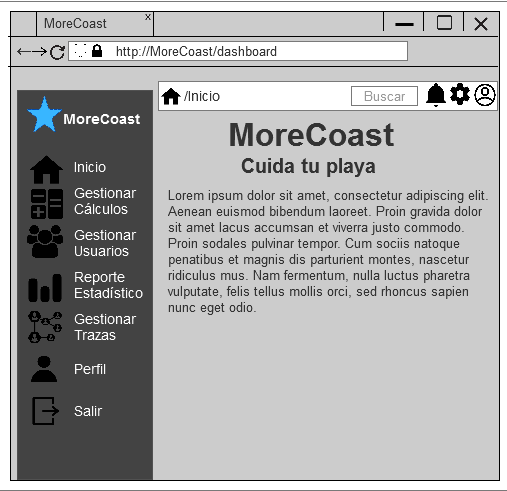 MoreCoast
x
http://MoreCoast/dashboard
MoreCoast
Inicio
Gestionar
Cálculos
Gestionar
Usuarios
Reporte
Estadístico
Gestionar
Trazas
Perfil
Salir
/Inicio
Buscar
MoreCoast
Cuida tu playa
Lorem ipsum dolor sit amet, consectetur adipiscing elit.
Aenean euismod bibendum laoreet. Proin gravida dolor
sit amet lacus accumsan et viverra justo commodo.
Proin sodales pulvinar tempor. Cum sociis natoque
penatibus et magnis dis parturient montes, nascetur
ridiculus mus. Nam fermentum, nulla luctus pharetra
vulputate, felis tellus mollis orci, sed rhoncus sapien
nunc eget odio.